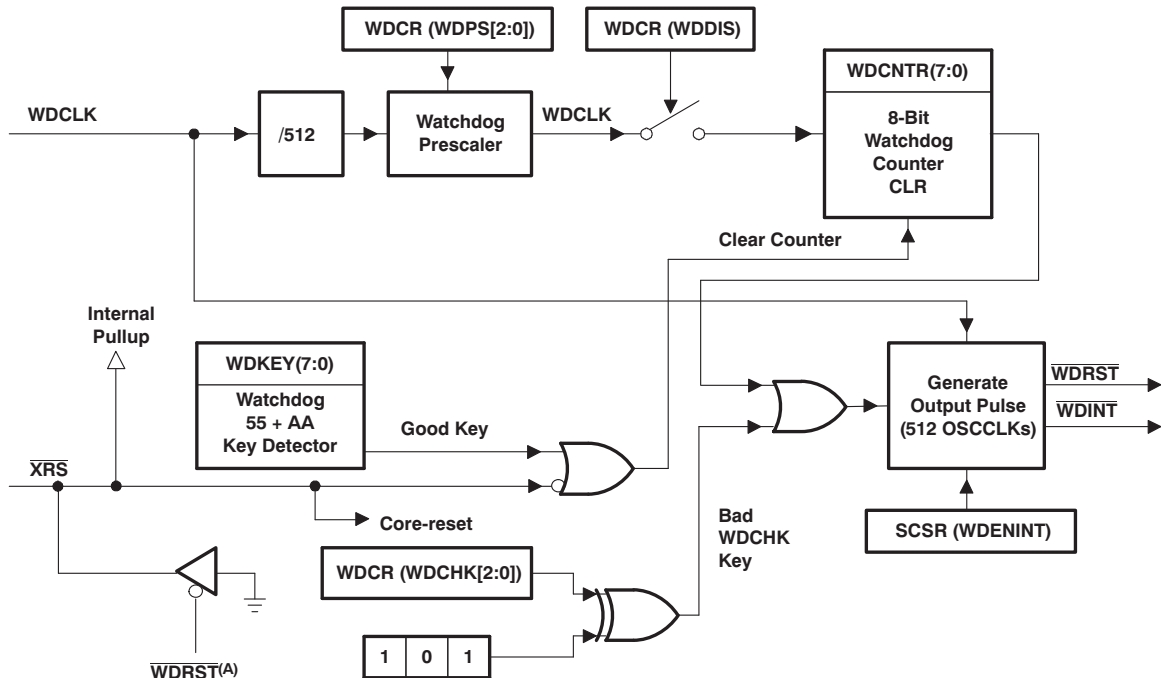 WDCR (WDPS[2:0])
WDCR (WDDIS)
WDCNTR(7:0)
WDCLK
/512
Watchdog
Prescaler
WDCLK
8-Bit
Watchdog
Counter
CLR
Clear Counter
Internal
Pullup
WDKEY(7:0)
Watchdog
55 + AA
Key Detector
Good Key
Generate
Output Pulse
(512 OSCCLKs)
WDRST
WDINT
XRS
Core-reset
Bad
WDCHK
Key
SCSR (WDENINT)
WDCR (WDCHK[2:0])
1 0 1
WDRST(A)